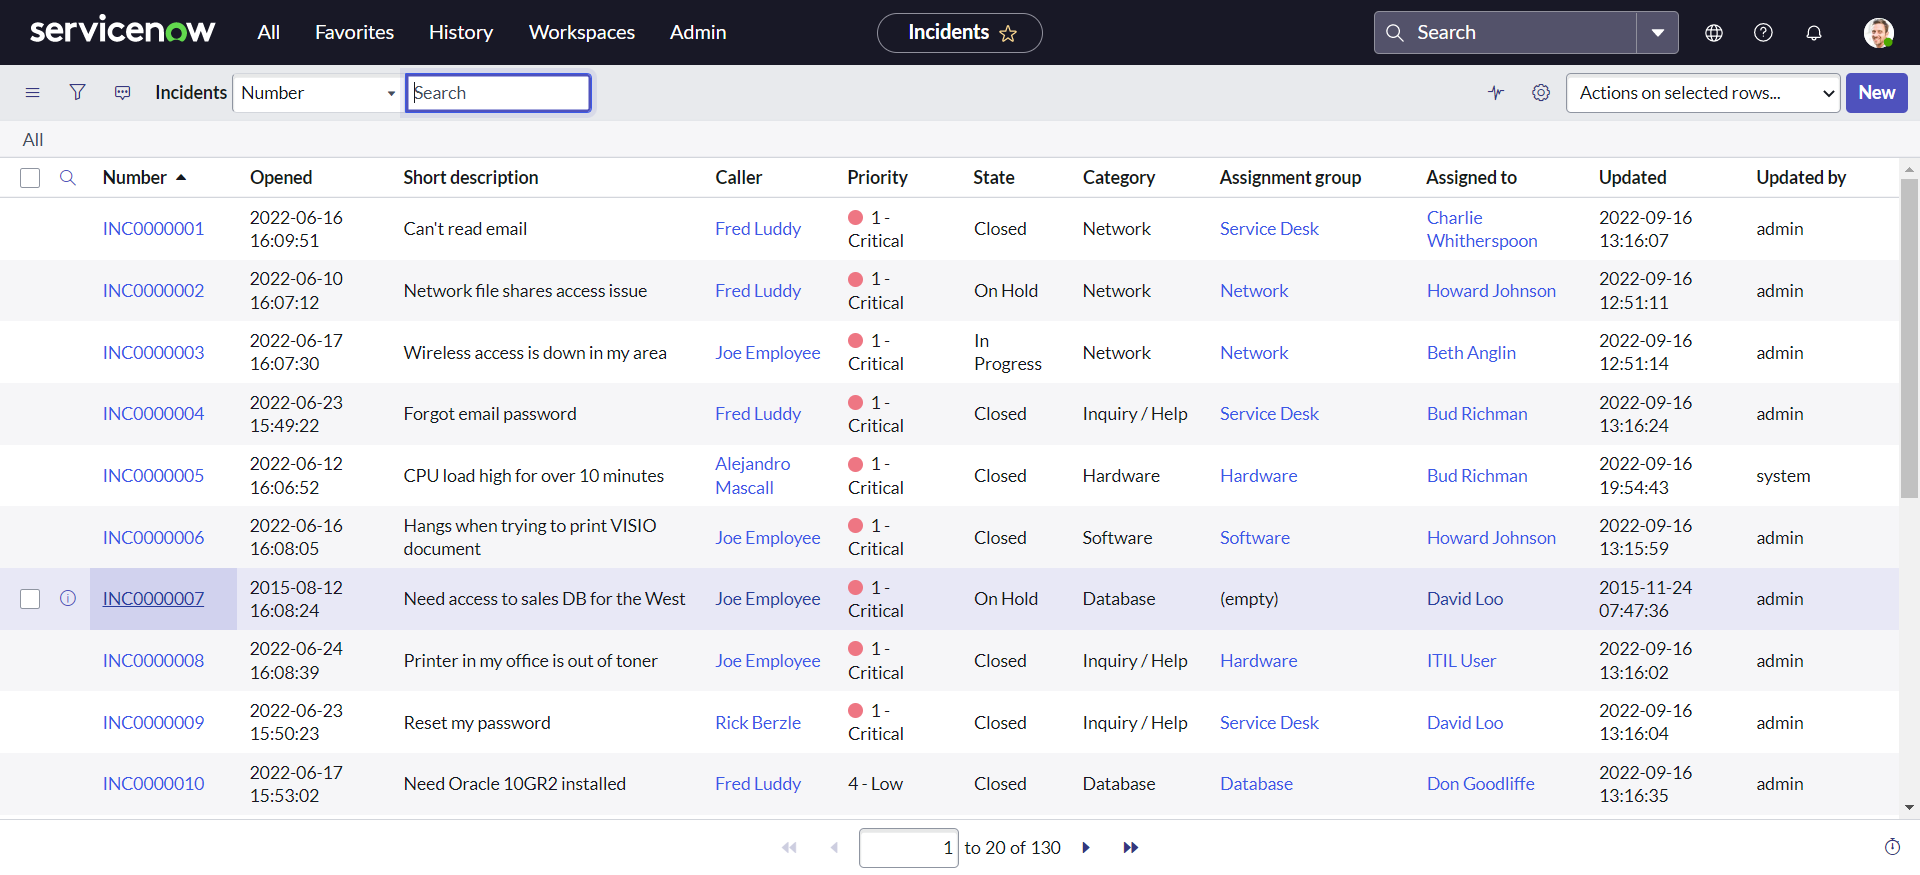 servicenow All Favorites History Workspaces Admin Incidents Search
Incidents Number Search Actions on selected rows... New
All
Number Opened Short description Caller Priority State Category Assignment group Assigned to Updated Updated by
INC0000001 2022-06-16 16:09:51 Can't read email Fred Luddy 1 - Critical Closed Network Service Desk Charlie Whitherspoon 2022-09-16 13:16:07 admin
INC0000002 2022-06-10 16:07:12 Network file shares access issue Fred Luddy 1 - Critical On Hold Network Network Howard Johnson 2022-09-16 12:51:11 admin
INC0000003 2022-06-17 16:07:30 Wireless access is down in my area Joe Employee 1 - Critical In Progress Network Network Beth Anglin 2022-09-16 12:51:14 admin
INC0000004 2022-06-23 15:49:22 Forgot email password Fred Luddy 1 - Critical Closed Inquiry / Help Service Desk Bud Richman 2022-09-16 13:16:24 admin
INC0000005 2022-06-12 16:06:52 CPU load high for over 10 minutes Alejandro Mascall 1 - Critical Closed Hardware Hardware Bud Richman 2022-09-16 19:54:43 system
INC0000006 2022-06-16 16:08:05 Hangs when trying to print VISIO document Joe Employee 1 - Critical Closed Software Software Howard Johnson 2022-09-16 13:15:59 admin
INC0000007 2015-08-12 16:08:24 Need access to sales DB for the West Joe Employee 1 - Critical On Hold Database (empty) David Loo 2015-11-24 07:47:36 admin
INC0000008 2022-06-24 16:08:39 Printer in my office is out of toner Joe Employee 1 - Critical Closed Inquiry / Help Hardware ITIL User 2022-09-16 13:16:02 admin
INC0000009 2022-06-23 15:50:23 Reset my password Rick Berzle 1 - Critical Closed Inquiry / Help Service Desk David Loo 2022-09-16 13:16:04 admin
INC0000010 2022-06-17 15:53:02 Need Oracle 10GR2 installed Fred Luddy 4 - Low Closed Database Database Don Goodliffe 2022-09-16 13:16:35 admin
1 to 20 of 130